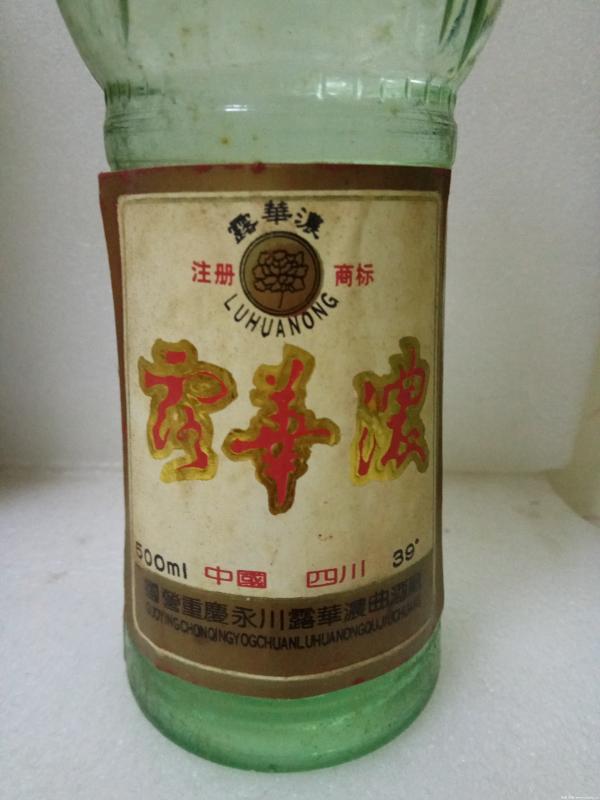 露華濃
注册 商标
LUHUANONG
露華濃
500ml 中國 四川 39°
國營重慶永川露華濃曲酒廠
GUOYINGCHONQINGYOGCHUANLUHUANONGQUJIUCHANG